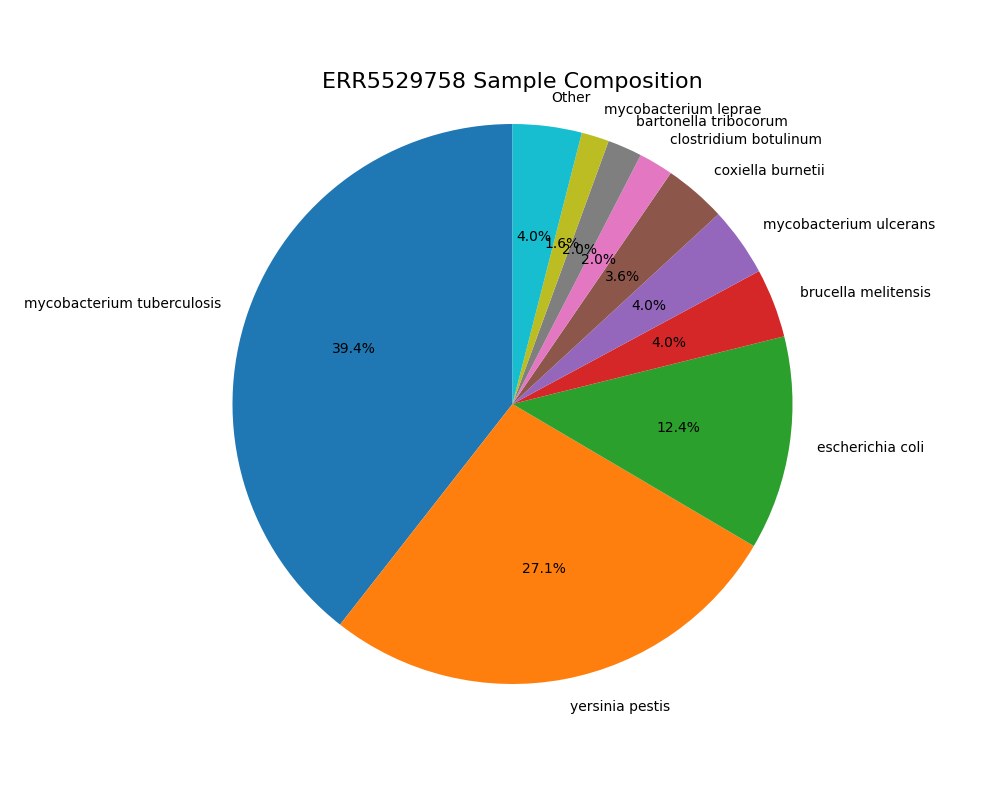 ERR5529758 Sample Composition
Other
mycobacterium leprae
bartonella tribocorum
clostridium botulinum
coxiella burnetii
mycobacterium ulcerans
brucella melitensis
escherichia coli
yersinia pestis
mycobacterium tuberculosis
4.0%
1.6%
2.0%
2.0%
3.6%
4.0%
4.0%
12.4%
27.1%
39.4%